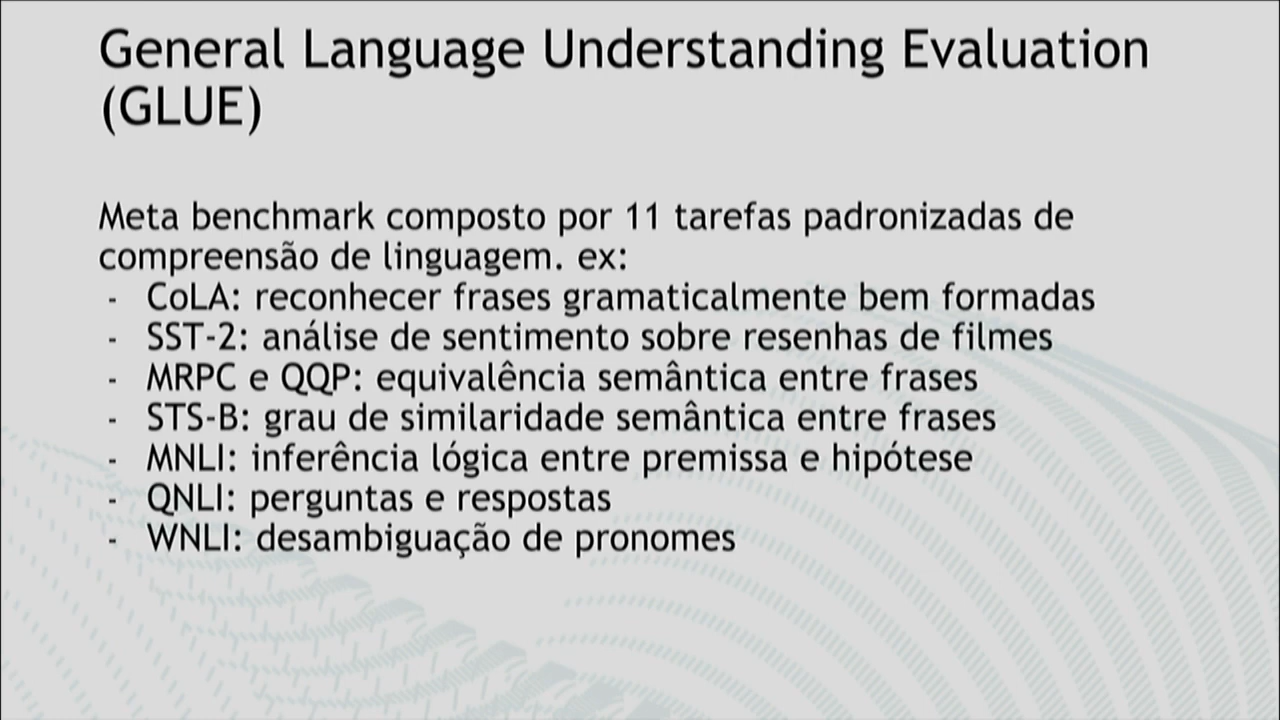 General Language Understanding Evaluation
(GLUE)
Meta benchmark composto por 11 tarefas padronizadas de
compreensão de linguagem. ex:
- CoLA: reconhecer frases gramaticalmente bem formadas
- SST-2: análise de sentimento sobre resenhas de filmes
- MRPC e QQP: equivalência semântica entre frases
- STS-B: grau de similaridade semântica entre frases
- MNLI: inferência lógica entre premissa e hipótese
- QNLI: perguntas e respostas
- WNLI: desambiguação de pronomes